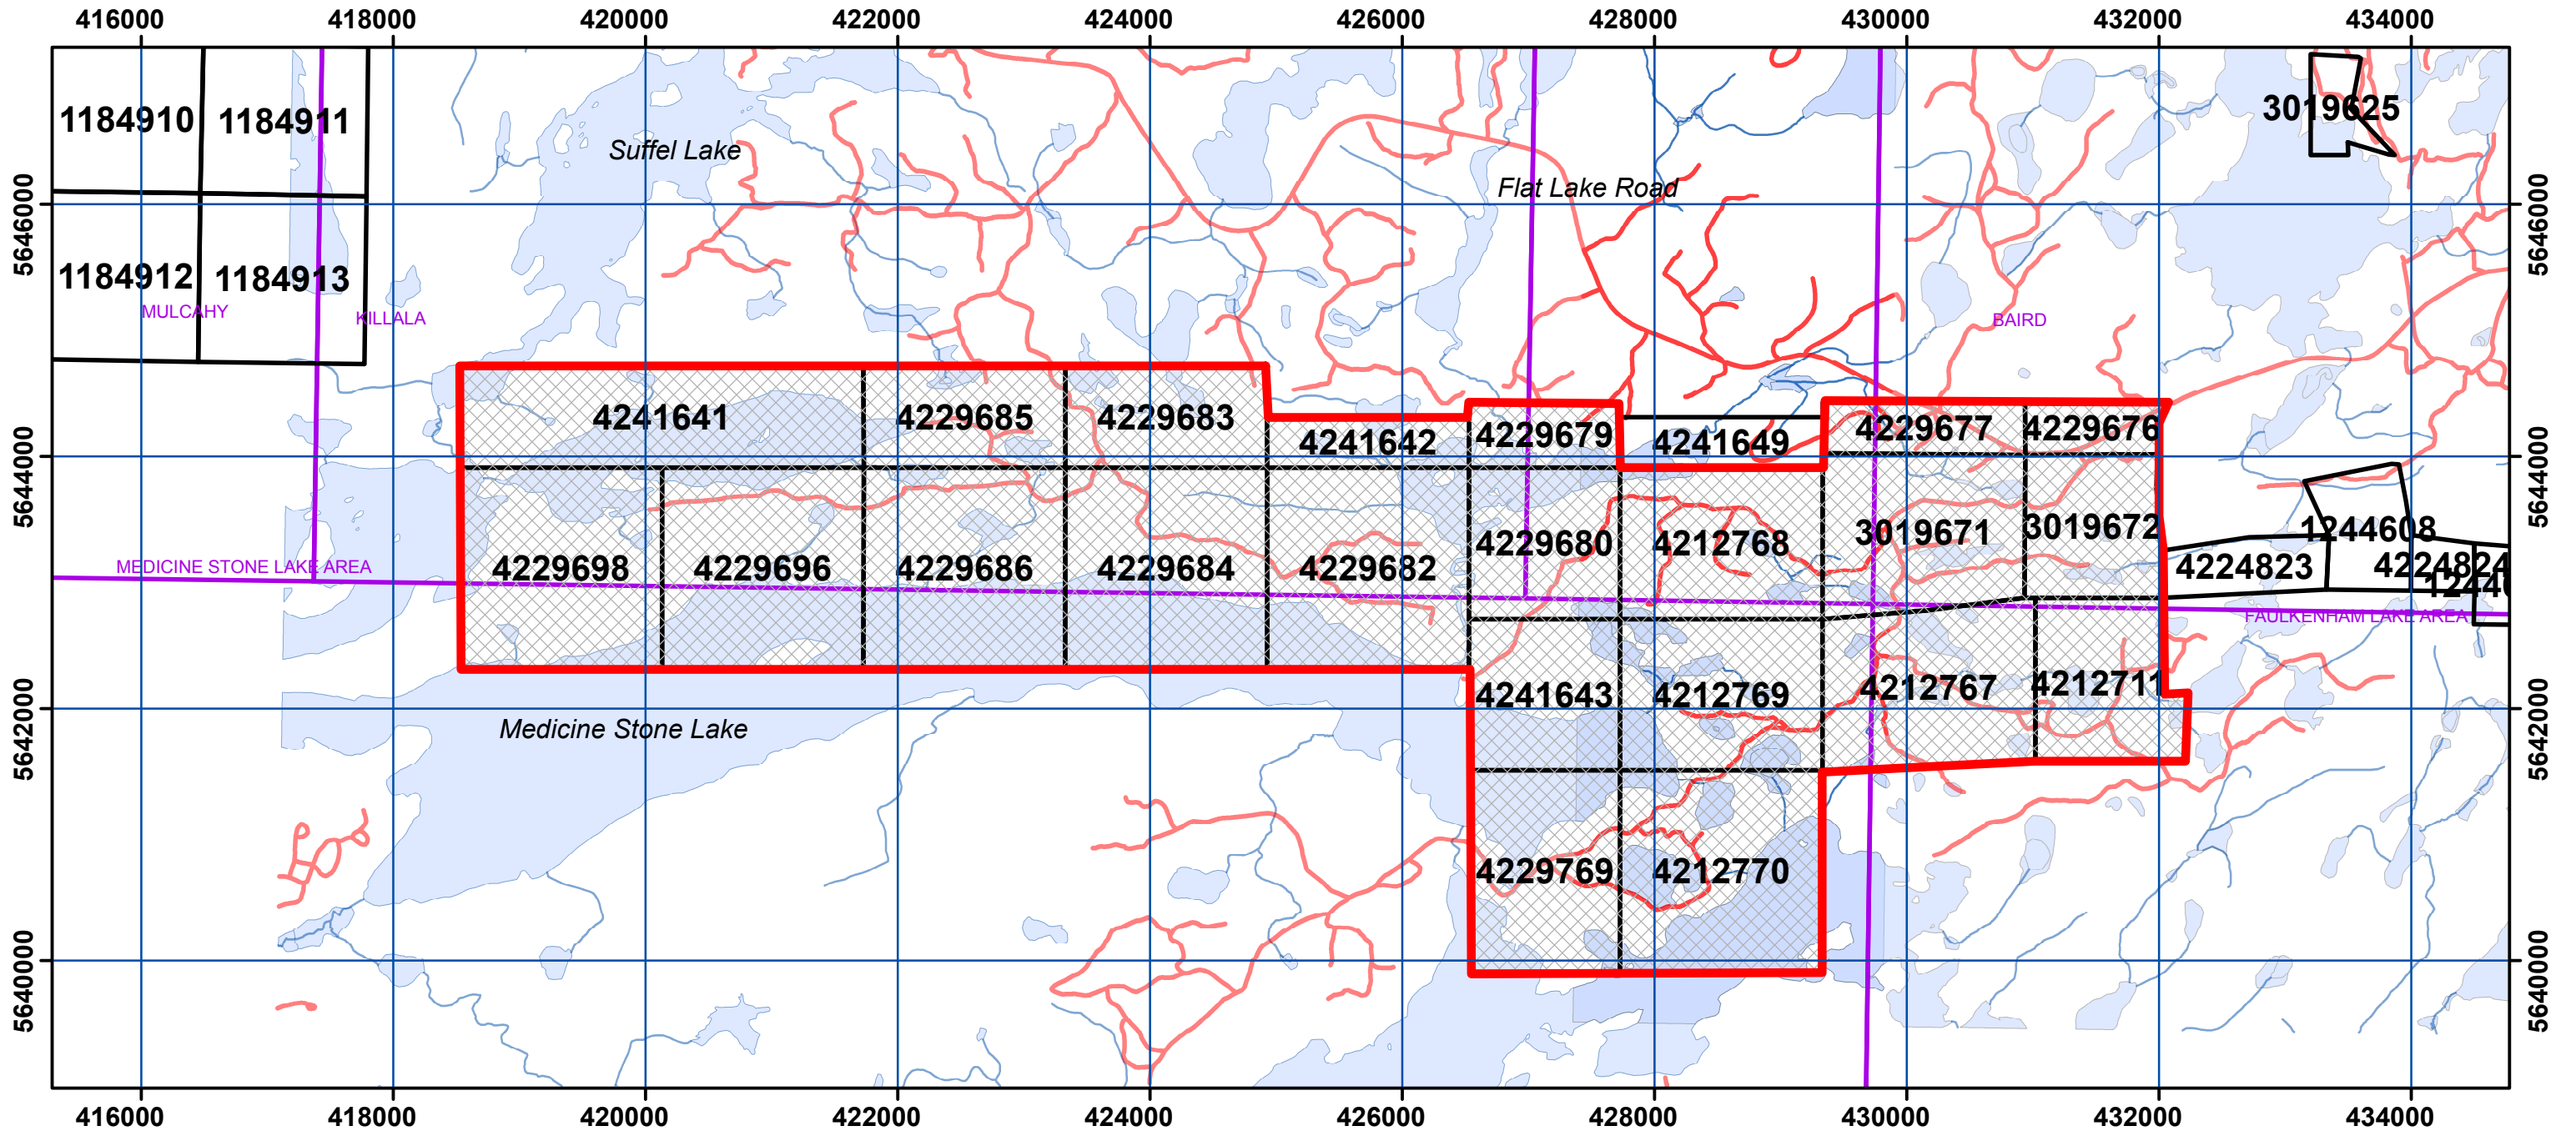 416000 418000 420000 422000 424000 426000 428000 430000 432000 434000
1184910 1184911
3019625
Suffel Lake
Flat Lake Road
5646000 5646000
1184912 1184913
MULCAHY KILLALA
BAIRD
4241641 4229685 4229683 4241642 4229679 4241649 4229677 4229676
5644000 5644000
4229698 4229696 4229686 4229684 4229682 4229680 4212768 3019671 3019672
1244608
4224823 4224824
MEDICINE STONE LAKE AREA
FAULKENHAM LAKE AREA
4241643 4212769 4212767 4212711
5642000 5642000
Medicine Stone Lake
4229769 4212770
5640000 5640000
416000 418000 420000 422000 424000 426000 428000 430000 432000 434000